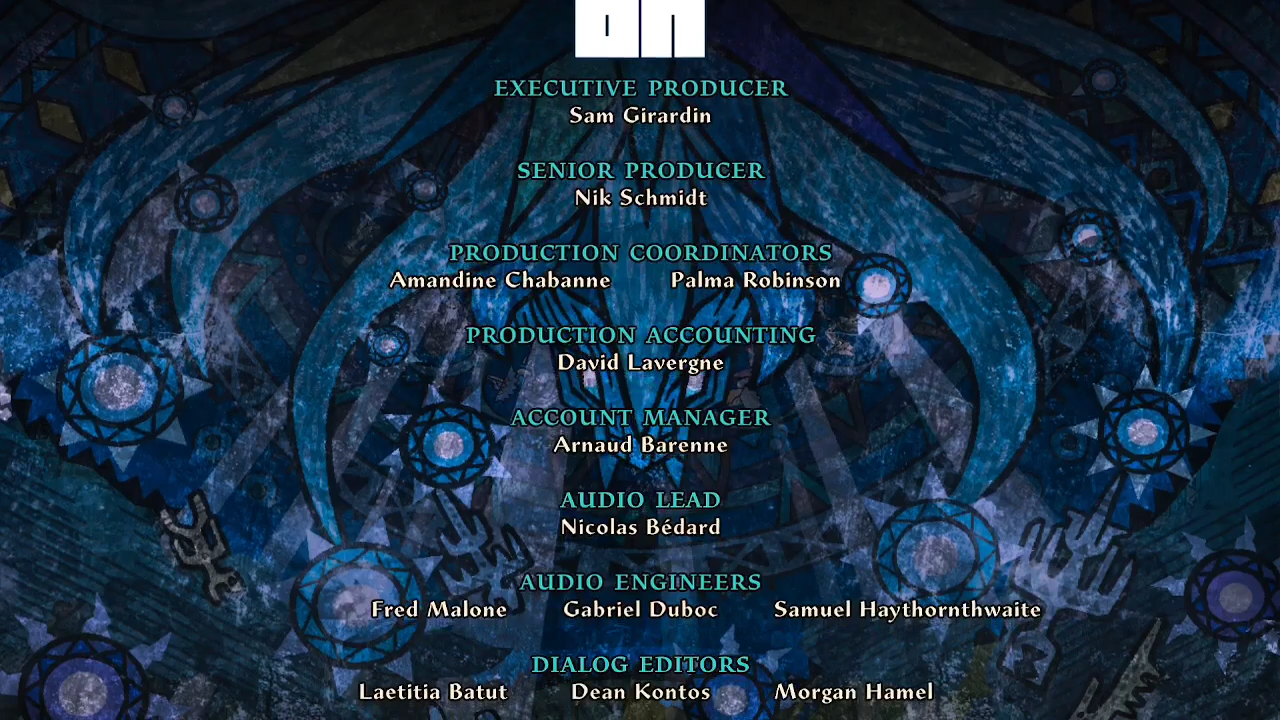 on
EXECUTIVE PRODUCER
Sam Girardin
SENIOR PRODUCER
Nik Schmidt
PRODUCTION COORDINATORS
Amandine Chabanne Palma Robinson
PRODUCTION ACCOUNTING
David Lavergne
ACCOUNT MANAGER
Arnaud Barenne
AUDIO LEAD
Nicolas Bédard
AUDIO ENGINEERS
Fred Malone Gabriel Duboc Samuel Haythornthwaite
DIALOG EDITORS
Laetitia Batut Dean Kontos Morgan Hamel